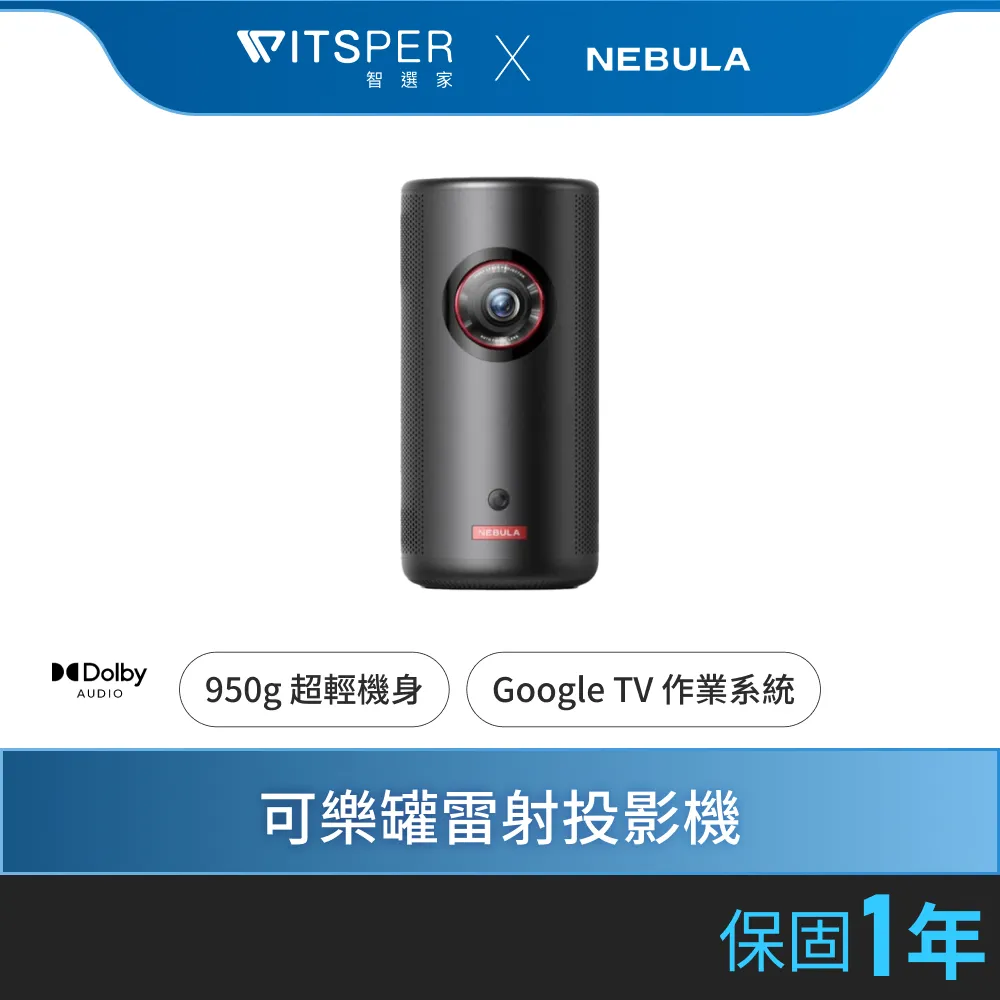 WITSPER
智選家
NEBULA
NEBULA
Dolby
AUDIO
950g 超輕機身
Google TV 作業系統
可樂罐雷射投影機
保固1年